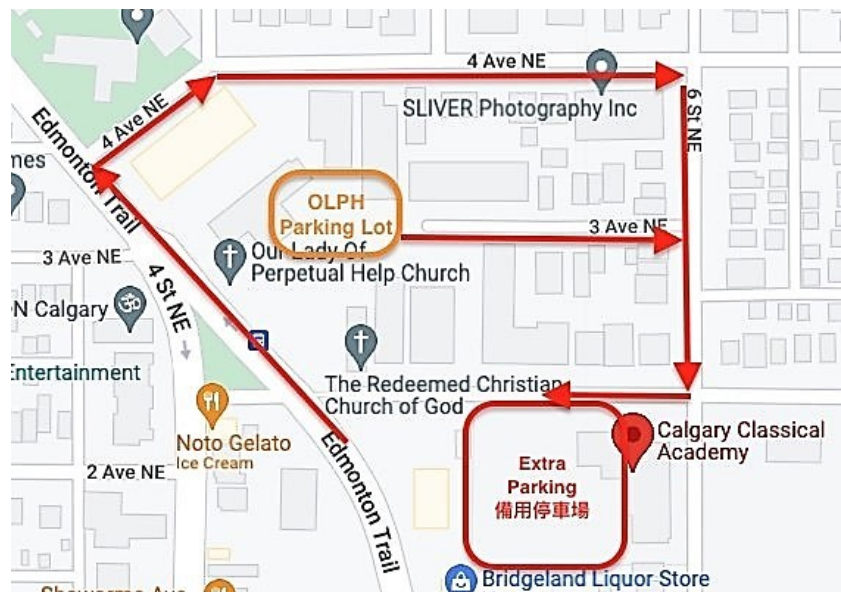 4 Ave NE
SLIVER Photography Inc
4 Ave NE
6 St NE
Edmonton Trail
mes
OLPH
Parking Lot
3 Ave NE
Our Lady Of
Perpetual Help Church
3 Ave NE
4 St NE
N Calgary
Entertainment
The Redeemed Christian
Church of God
Noto Gelato
Ice Cream
Edmonton Trail
Calgary Classical
Academy
Extra
Parking
備用停車場
2 Ave NE
Bridgeland Liquor Store